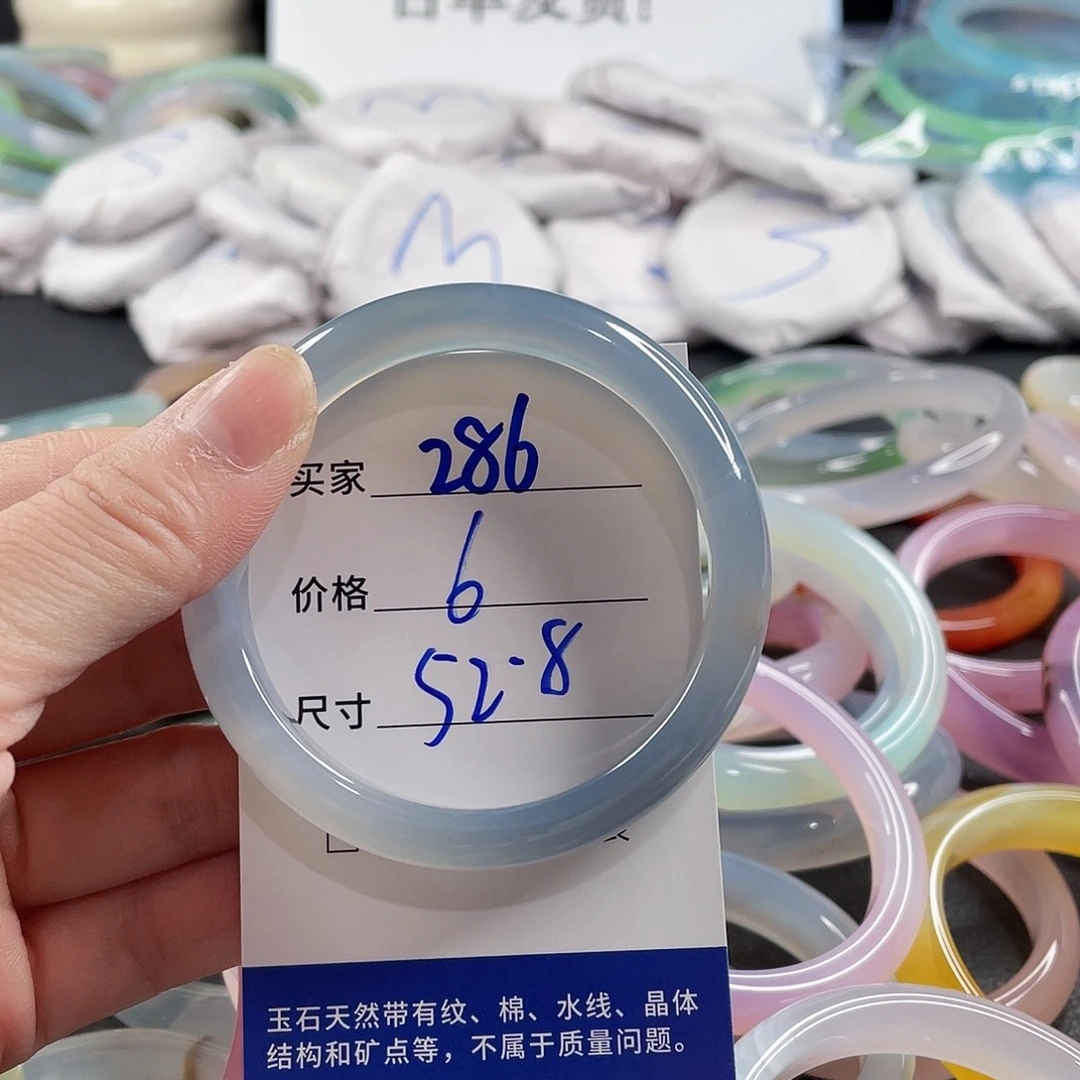 买家 286
价格 6
尺寸 52.8
玉石天然带有纹、棉、水线、晶体
结构和矿点等，不属于质量问题。